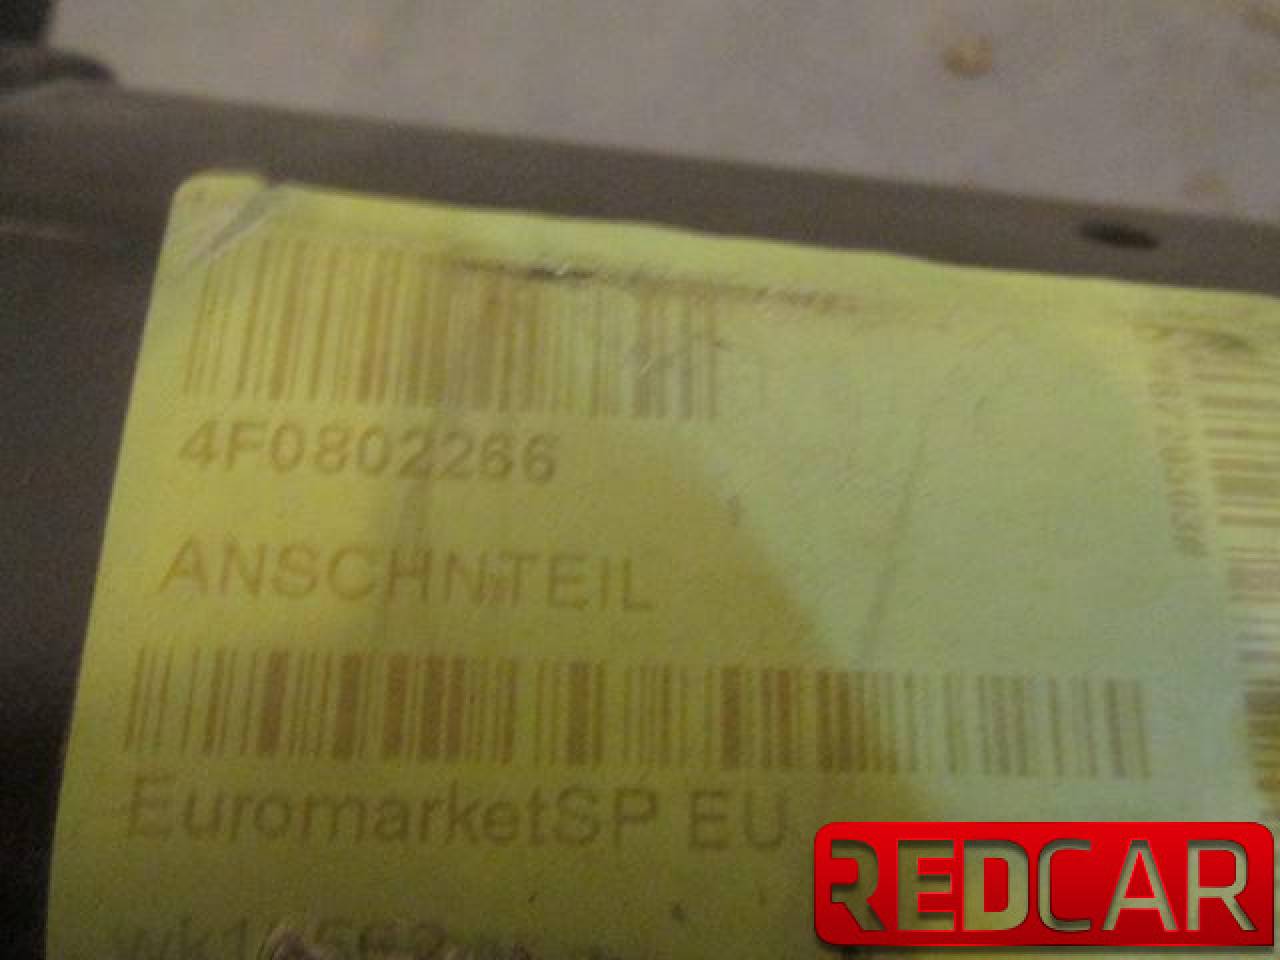 4F0802266
ANSCHNTEIL
EuromarketSP EU
REDCAR